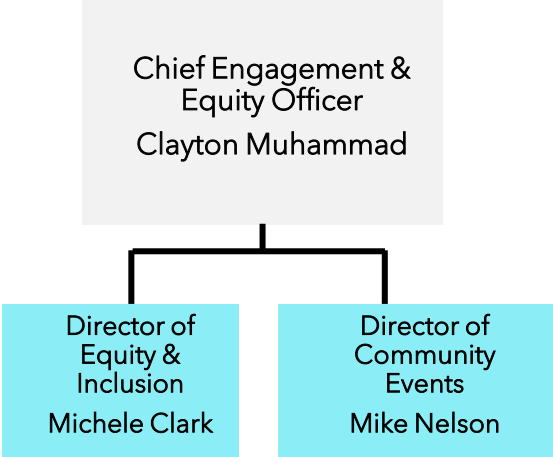 Chief Engagement &
Equity Officer
Clayton Muhammad
Director of
Equity &
Inclusion
Michele Clark
Director of
Community
Events
Mike Nelson